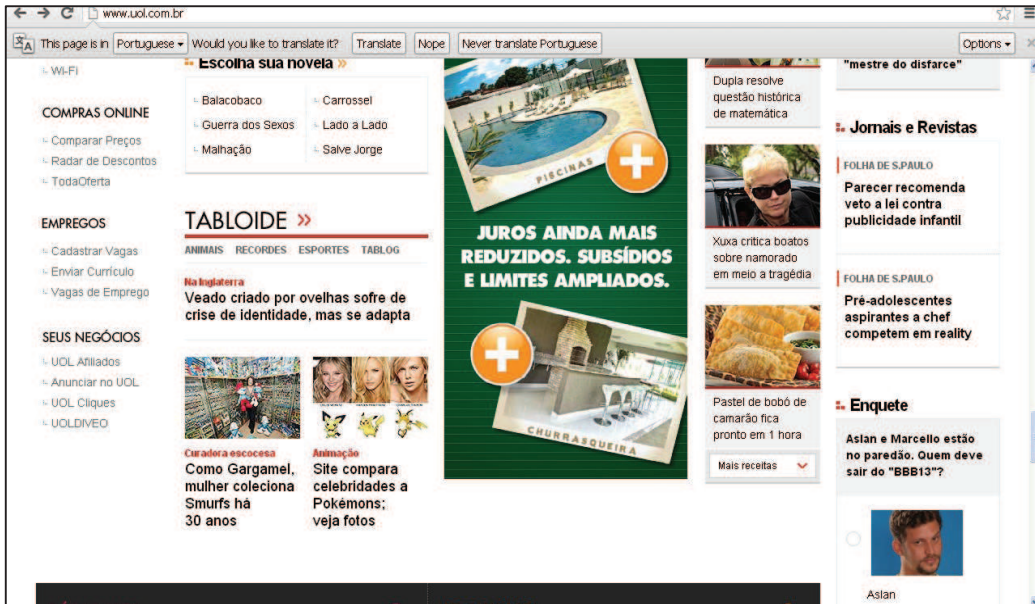 www.uol.com.br
This page is in Portuguese Would you like to translate it? Translate Nope Never translate Portuguese Options
Wi-Fi
COMPRAS ONLINE
Comparar Preços
Radar de Descontos
TodaOferta
EMPREGOS
Cadastrar Vagas
Enviar Currículo
Vagas de Emprego
SEUS NEGÓCIOS
UOL Afiliados
Anunciar no UOL
UOL Cliques
UOLDIVEO
Escolha sua novela »
Balacobaco
Carrossel
Guerra dos Sexos
Lado a Lado
Malhação
Salve Jorge
TABLOIDE »
ANIMAIS RECORDES ESPORTES TABLOG
Na Inglaterra
Veado criado por ovelhas sofre de
crise de identidade, mas se adapta
Curadora escocesa
Como Gargamel,
mulher coleciona
Smurfs há
30 anos
Animação
Site compara
celebridades a
Pokémons;
veja fotos
PISCINAS
JUROS AINDA MAIS
REDUZIDOS. SUBSÍDIOS
E LIMITES AMPLIADOS.
CHURRASQUEIRA
Dupla resolve
questão histórica
de matemática
Xuxa critica boatos
sobre namorado
em meio a tragédia
Pastel de bobó de
camarão fica
pronto em 1 hora
Mais receitas
"mestre do disfarce"
Jornais e Revistas
FOLHA DE S.PAULO
Parecer recomenda
veto a lei contra
publicidade infantil
FOLHA DE S.PAULO
Pré-adolescentes
aspirantes a chef
competem em reality
Enquete
Aslan e Marcello estão
no paredão. Quem deve
sair do "BBB13"?
Aslan